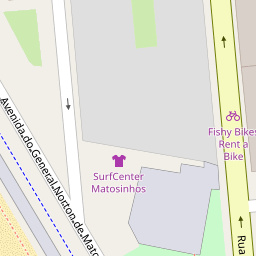 Fishy Bikes
Rent a
Bike
SurfCenter
Matosinhos
Avenida do General Norton de Mato
Rua